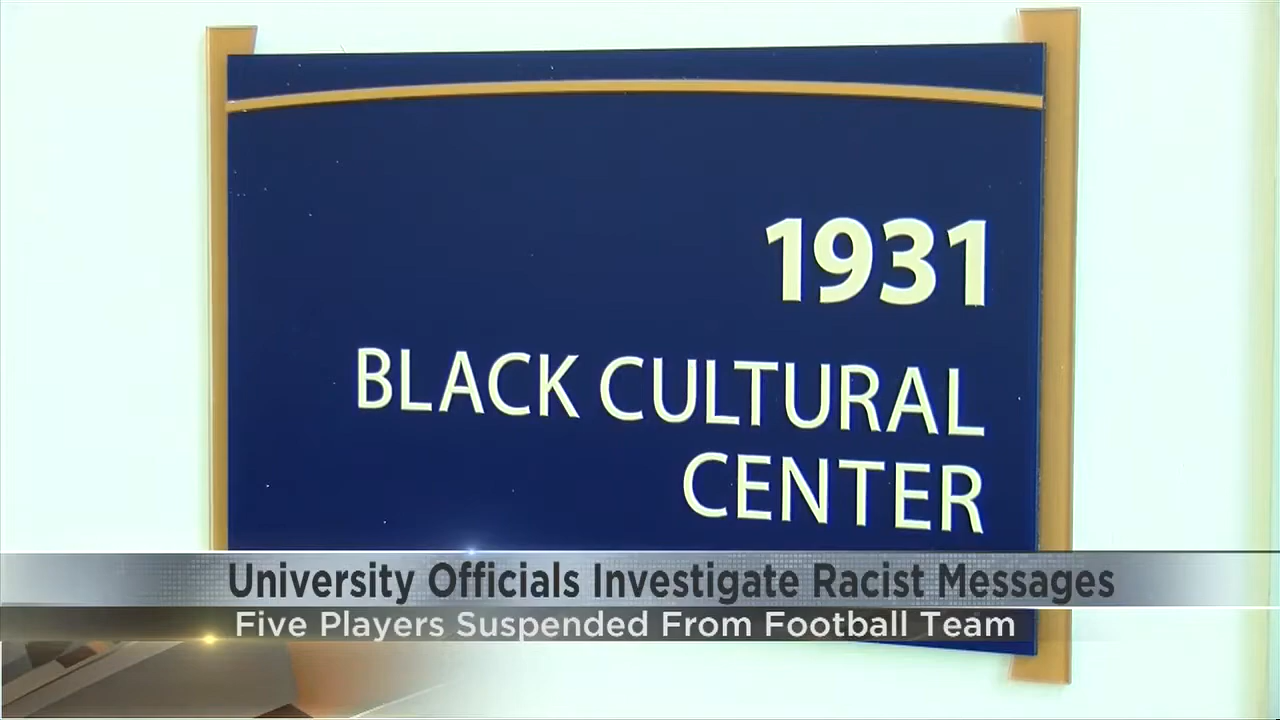 1931
BLACK CULTURAL
CENTER
University Officials Investigate Racist Messages
Five Players Suspended From Football Team